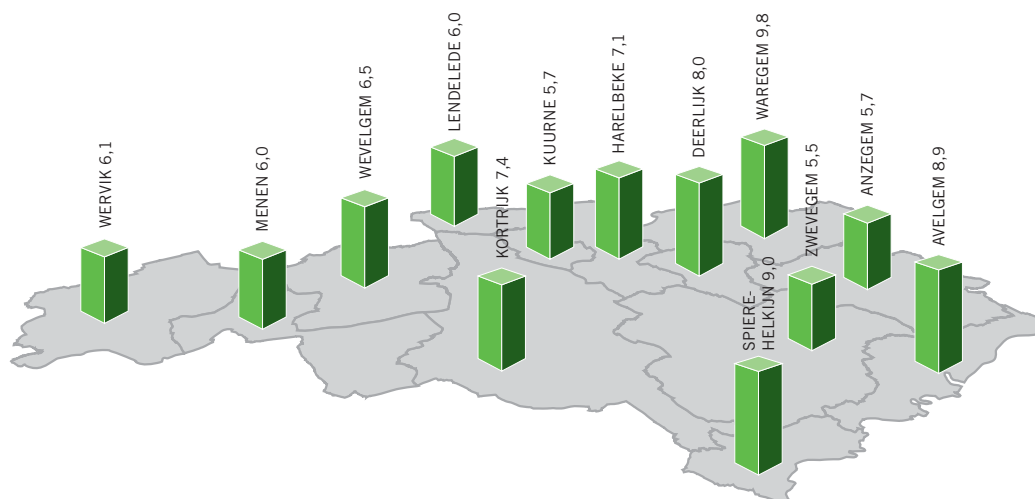 WERVIK 6,1
MENEN 6,0
WEVELGEM 6,5
LENDELEDE 6,0
KORTRIJK 7,4
KUURNE 5,7
HARELBEKE 7,1
DEERLIJK 8,0
WAREGEM 9,8
SPIERE-
HELKIJN 9,0
ZWEVEGEM 5,5
ANZEGEM 5,7
AVELGEM 8,9